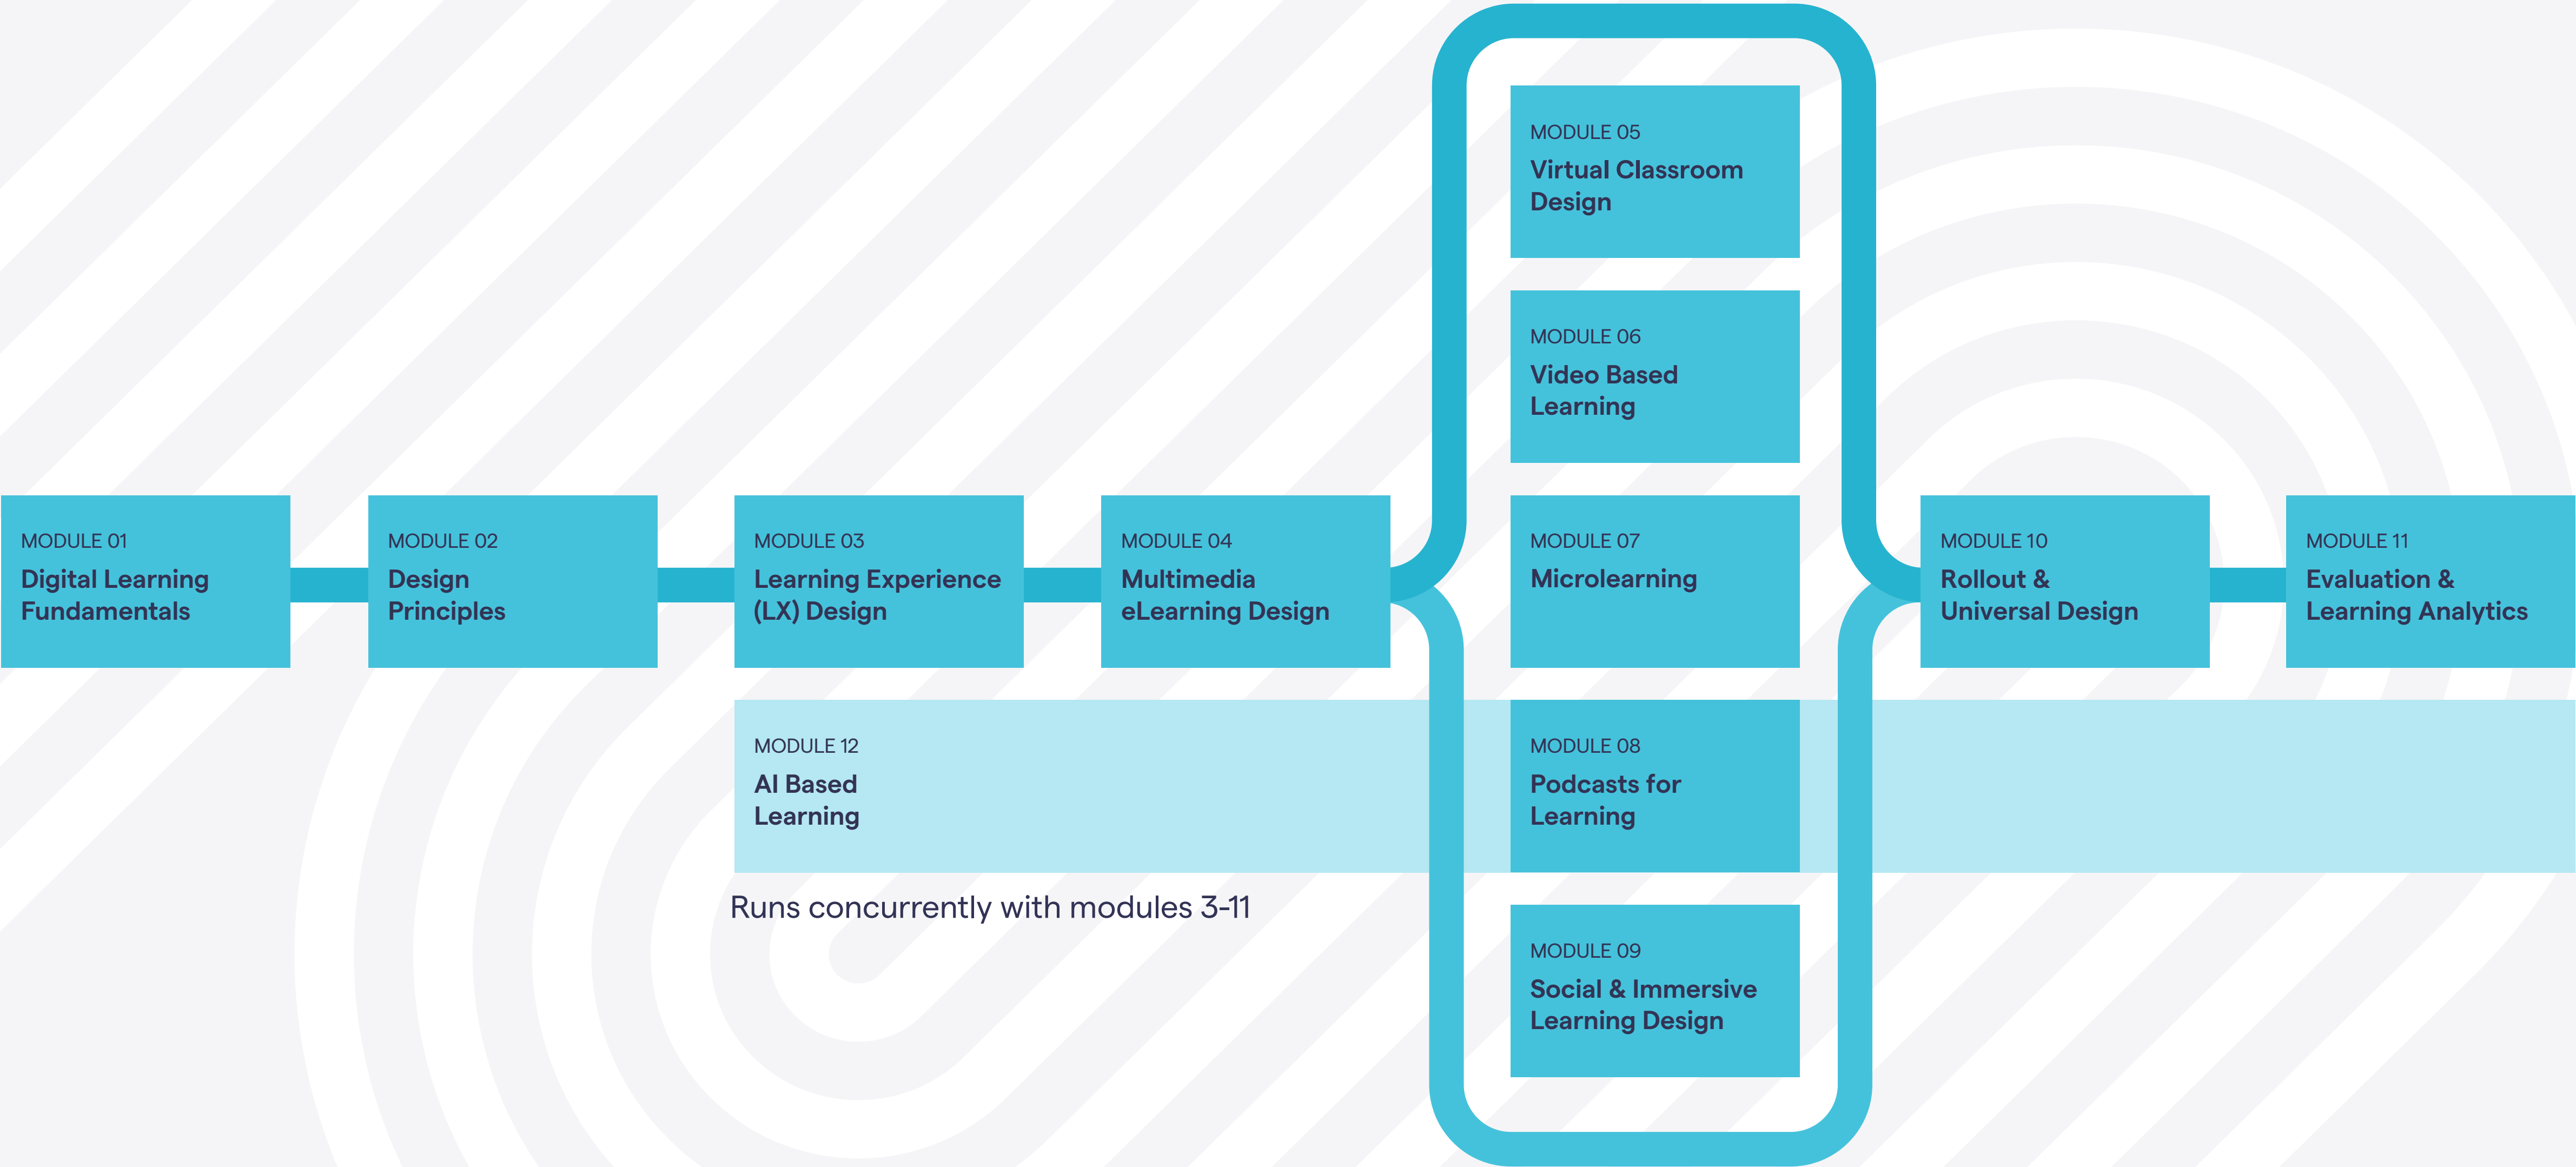 MODULE 01
Digital Learning
Fundamentals
MODULE 02
Design
Principles
MODULE 03
Learning Experience
(LX) Design
MODULE 04
Multimedia
eLearning Design
MODULE 05
Virtual Classroom
Design
MODULE 06
Video Based
Learning
MODULE 07
Microlearning
MODULE 08
Podcasts for
Learning
MODULE 09
Social & Immersive
Learning Design
MODULE 10
Rollout &
Universal Design
MODULE 11
Evaluation &
Learning Analytics
MODULE 12
AI Based
Learning
Runs concurrently with modules 3-11